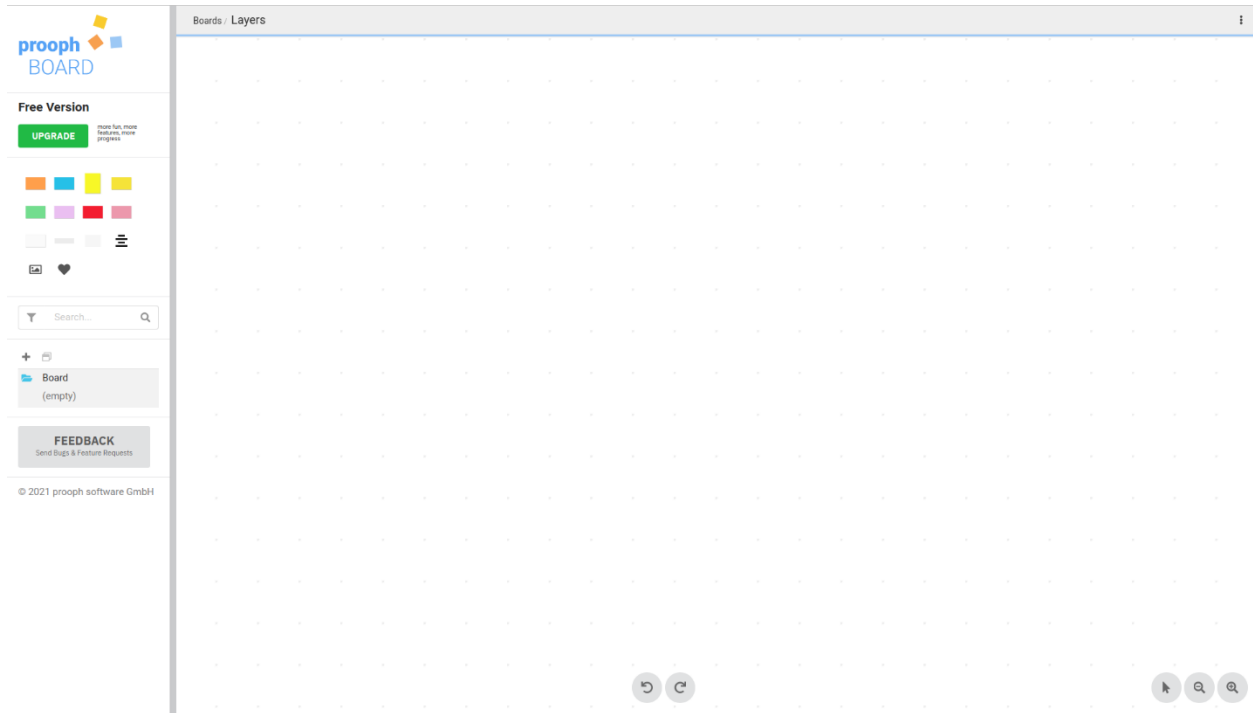 prooph
BOARD
Boards / Layers
Free Version
UPGRADE
more fun, more
features, more
progress
Search...
Board
(empty)
FEEDBACK
Send Bugs & Feature Requests
© 2021 prooph software GmbH